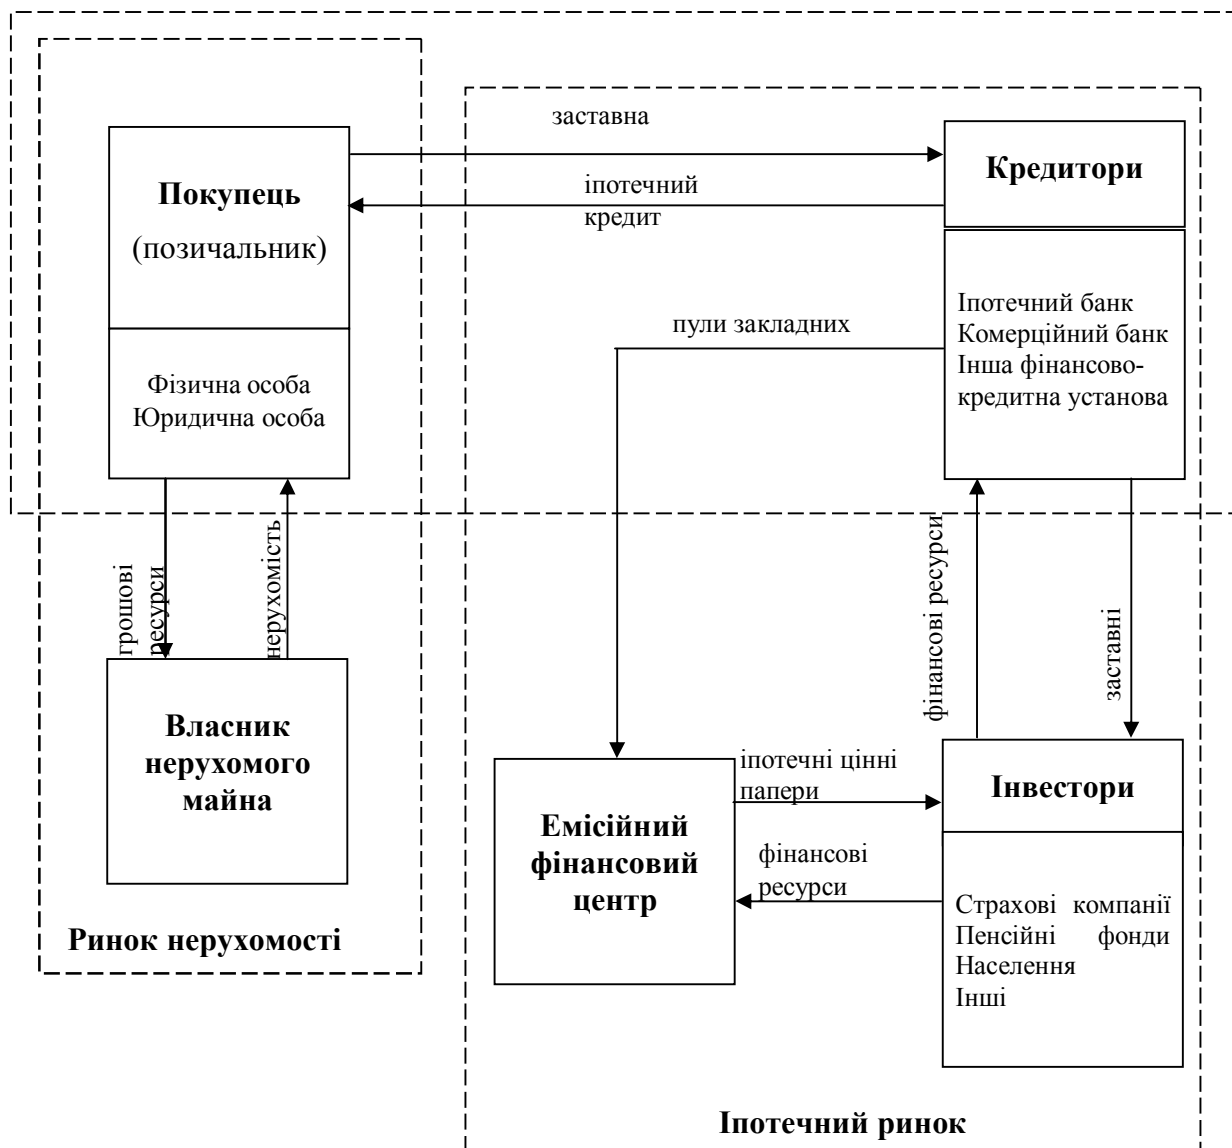 заставна
Покупець
(позичальник)
іпотечний
кредит
Кредитори
Фізична особа
Юридична особа
пули закладних
Іпотечний банк
Комерційний банк
Інша фінансово-
кредитна установа
грошові
ресурси
нерухомість
фінансові ресурси
заставні
Власник
нерухомого
майна
Ринок нерухомості
Емісійний
фінансовий
центр
іпотечні цінні
папери
фінансові
ресурси
Інвестори
Страхові компанії
Пенсійні фонди
Населення
Інші
Іпотечний ринок